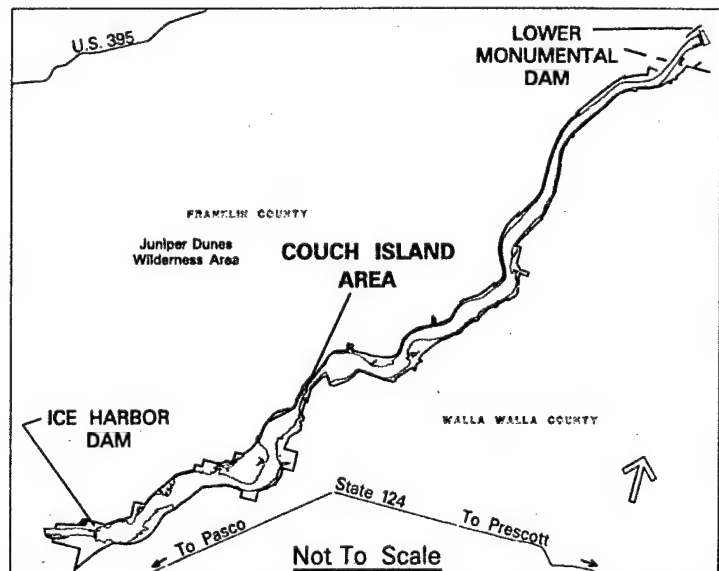 U.S. 395
LOWER
MONUMENTAL
DAM
FRANKLIN COUNTY
Juniper Dunes
Wilderness Area
COUCH ISLAND
AREA
ICE HARBOR
DAM
WALLA WALLA COUNTY
State 124
To Pasco
To Prescott
Not To Scale